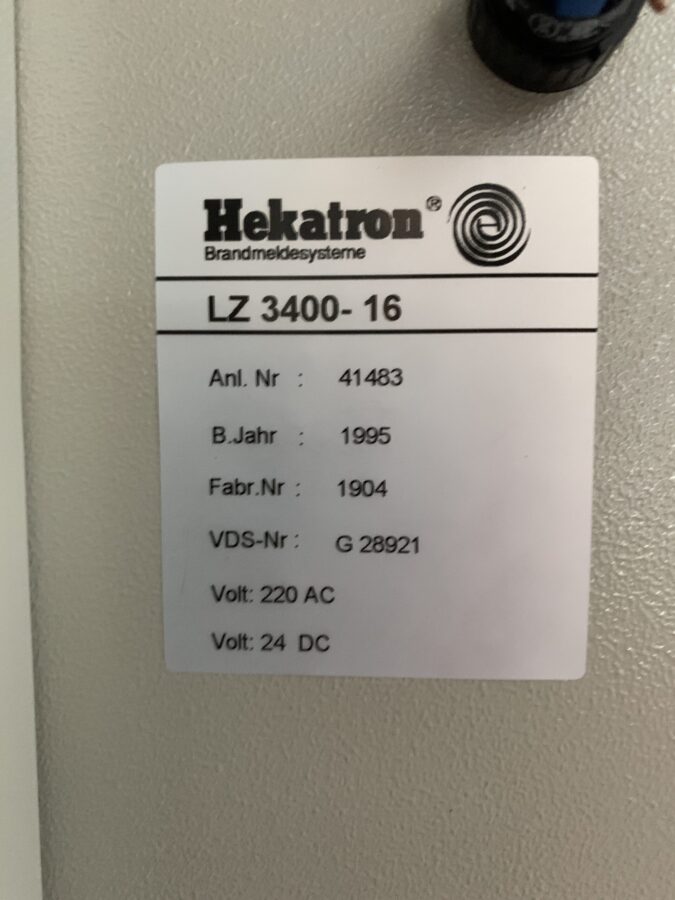 Hekatron®
Brandmeldesysteme
LZ 3400- 16
Anl. Nr : 41483
B.Jahr : 1995
Fabr.Nr : 1904
VDS-Nr : G 28921
Volt: 220 AC
Volt: 24 DC